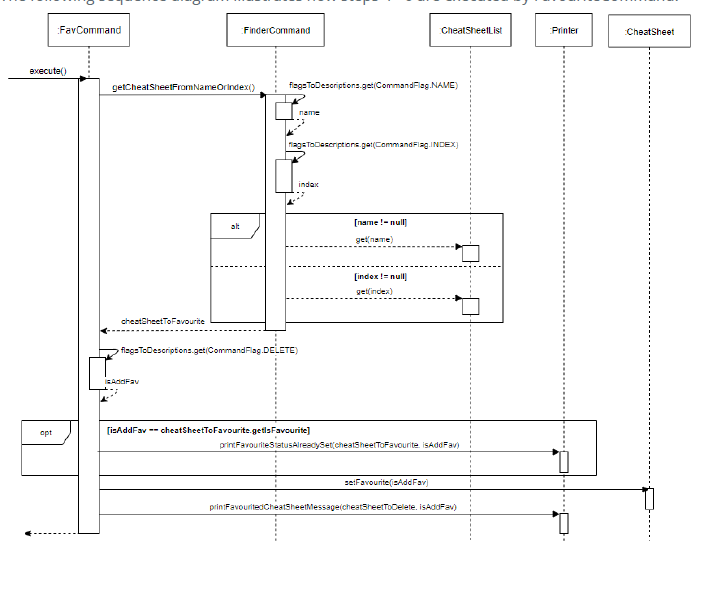 The following sequence diagram illustrates how steps 4 - 6 are executed by FavouriteCommand.
:FavCommand
:FinderCommand
:CheatSheetList
:Printer
:CheatSheet
execute()
getCheatSheetFromNameOrIndex()
flagsToDescriptions.get(CommandFlag.NAME)
name
flagsToDescriptions.get(CommandFlag.INDEX)
index
alt
[name != null]
get(name)
[index != null]
get(index)
cheatSheetToFavourite
flagsToDescriptions.get(CommandFlag.DELETE)
isAddFav
opt
[isAddFav == cheatSheetToFavourite.getIsFavourite]
printFavouriteStatusAlreadySet(cheatSheetToFavourite, isAddFav)
setFavourite(isAddFav)
printFavouritedCheatSheetMessage(cheatSheetToDelete, isAddFav)